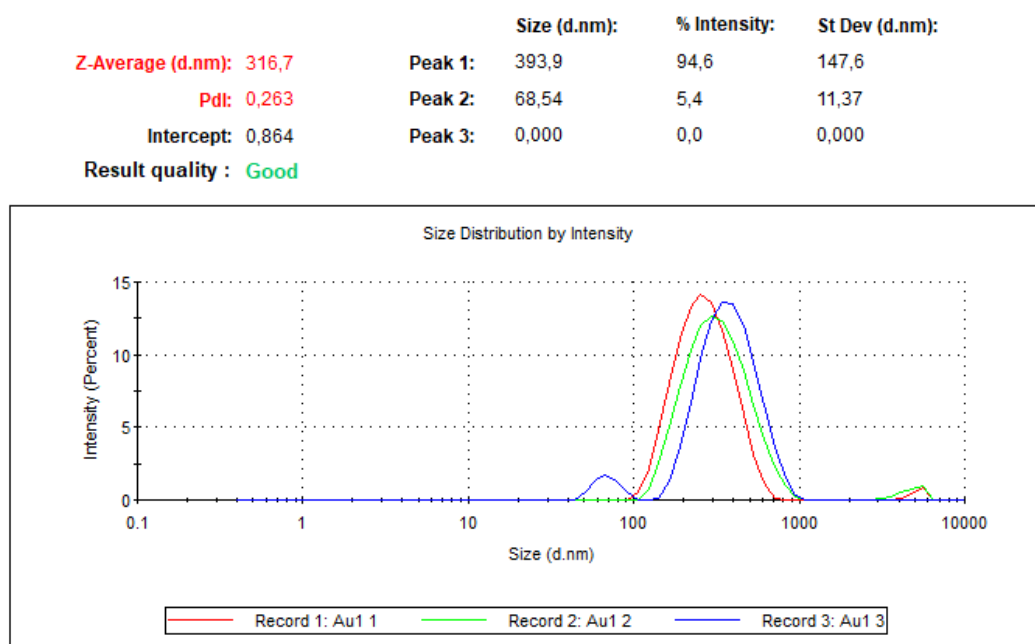 Size (d.nm): % Intensity: St Dev (d.nm):
Z-Average (d.nm): 316,7 Peak 1: 393,9 94,6 147,6
PdI: 0,263 Peak 2: 68,54 5,4 11,37
Intercept: 0,864 Peak 3: 0,000 0,0 0,000
Result quality : Good
Size Distribution by Intensity
Intensity (Percent)
15
10
5
0
0.1 1 10 100 1000 10000
Size (d.nm)
Record 1: Au1 1 Record 2: Au1 2 Record 3: Au1 3